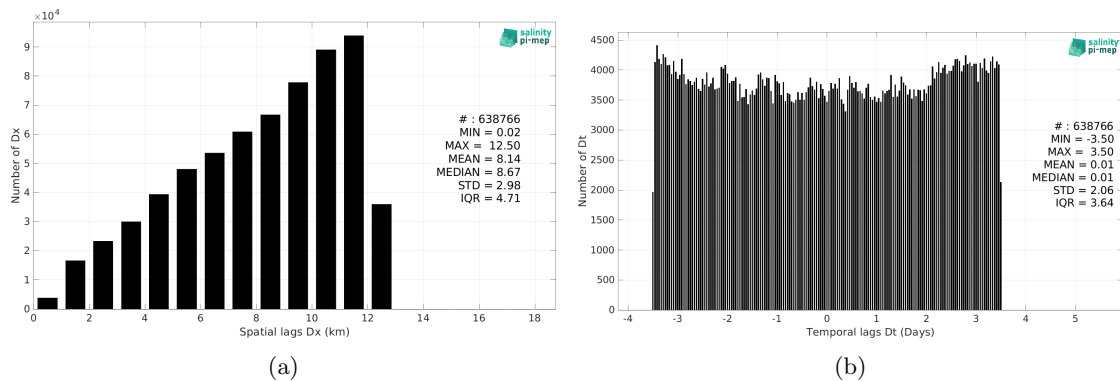 ×10⁴
9
8
7
6
5
4
3
2
1
0
Number of Dx
0 2 4 6 8 10 12 14 16 18
Spatial lags Dx (km)
salinity
pi-mep
# : 638766
MIN = 0.02
MAX = 12.50
MEAN = 8.14
MEDIAN = 8.67
STD = 2.98
IQR = 4.71
(a)
4500
4000
3500
3000
2500
2000
1500
1000
500
0
Number of Dt
-4 -3 -2 -1 0 1 2 3 4 5
Temporal lags Dt (Days)
salinity
pi-mep
# : 638766
MIN = -3.50
MAX = 3.50
MEAN = 0.01
MEDIAN = 0.01
STD = 2.06
IQR = 3.64
(b)